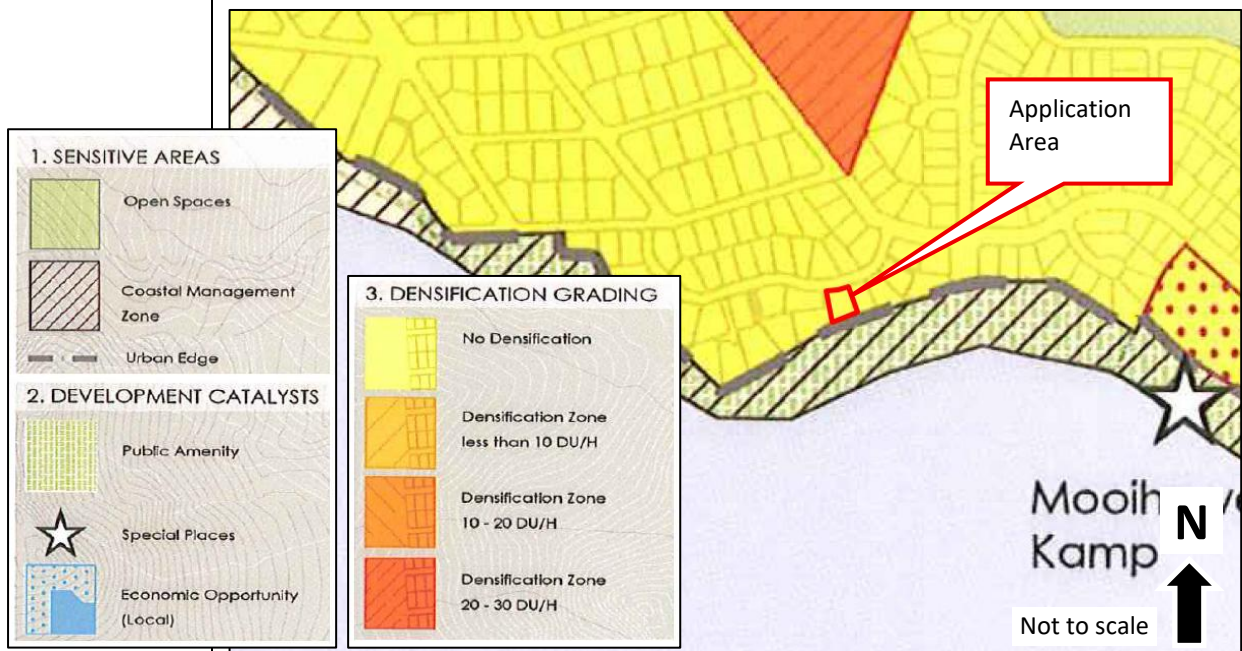 1. SENSITIVE AREAS
Open Spaces
Coastal Management
Zone
Urban Edge
2. DEVELOPMENT CATALYSTS
Public Amenity
Special Places
Economic Opportunity
(Local)
3. DENSIFICATION GRADING
No Densification
Densification Zone
less than 10 DU/H
Densification Zone
10 - 20 DU/H
Densification Zone
20 - 30 DU/H
Application
Area
Kamp
N
Not to scale